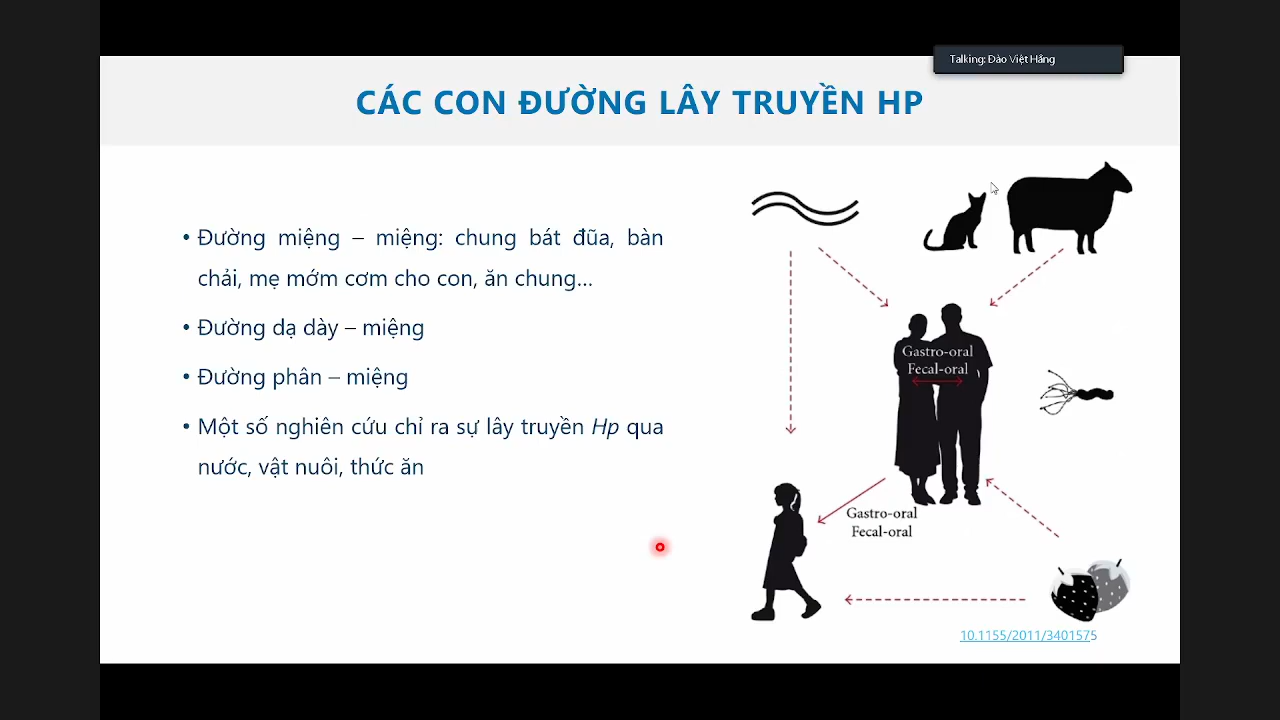 Talking: Đào Việt Hằng
CÁC CON ĐƯỜNG LÂY TRUYỀN HP
• Đường miệng – miệng: chung bát đũa, bàn
chải, mẹ mớm cơm cho con, ăn chung...
• Đường dạ dày – miệng
• Đường phân – miệng
• Một số nghiên cứu chỉ ra sự lây truyền Hp qua
nước, vật nuôi, thức ăn
Gastro-oral
Fecal-oral
Gastro-oral
Fecal-oral
10.1155/2011/3401575